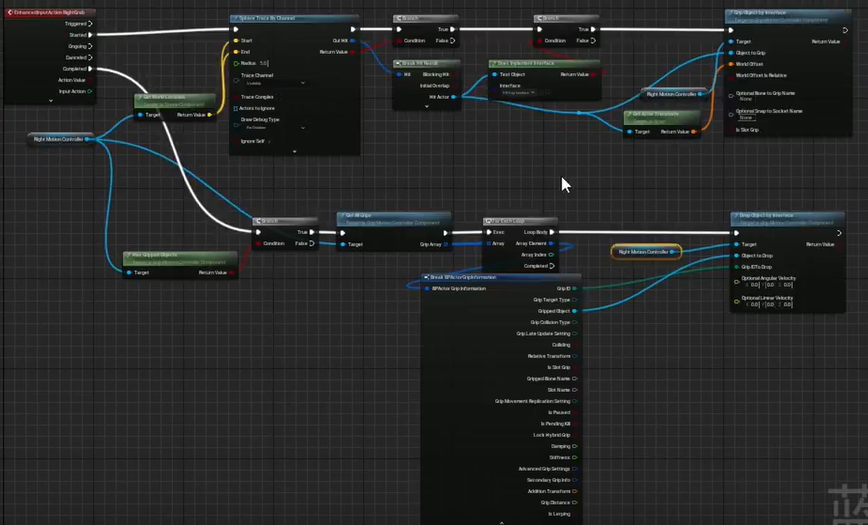 EnhancedInput Action RightGrab
Triggered
Started
Ongoing
Canceled
Completed
Action Value
Input Action
Right Motion Controller
Get World Location
Target
Return Value
Sphere Trace By Channel
Start
Out Hit
End
Return Value
Radius 5.0
Trace Channel
Trace Complex
Actors to Ignore
Draw Debug Type
Ignore Self
Branch
True
Condition
False
Break Hit Result
Hit
Blocking Hit
Initial Overlap
Hit Actor
Branch
True
Condition
False
Does Implement Interface
Test Object
Return Value
Interface
Right Motion Controller
Get Actor Transform
Target
Return Value
Grip Object by Interface
Target
Return Value
Object to Grip
World Offset
World Offset Is Relative
Optional Bone to Grip Name
None
Optional Snap to Socket Name
None
Is Slot Grip
Has Gripped Objects
Target
Return Value
Branch
True
Condition
False
Get All Grips
Target
Grip Array
For Each Loop
Exec
Loop Body
Array
Array Element
Array Index
Completed
Break BPActorGripInformation
BPActor Grip Information
Grip ID
Grip Target Type
Gripped Object
Grip Collision Type
Grip Late Update Setting
Colliding
Relative Transform
Is Slot Grip
Gripped Bone Name
Slot Name
Grip Movement Replication Setting
Is Paused
Is Pending Kill
Lock Hybrid Grip
Damping
Stiffness
Advanced Grip Settings
Secondary Grip Info
Addition Transform
Grip Distance
Is Lerping
Right Motion Controller
Drop Object by Interface
Target
Return Value
Object to Drop
Grip ID To Drop
Optional Angular Velocity
X 0.0 Y 0.0 Z 0.0
Optional Linear Velocity
X 0.0 Y 0.0 Z 0.0
蓝